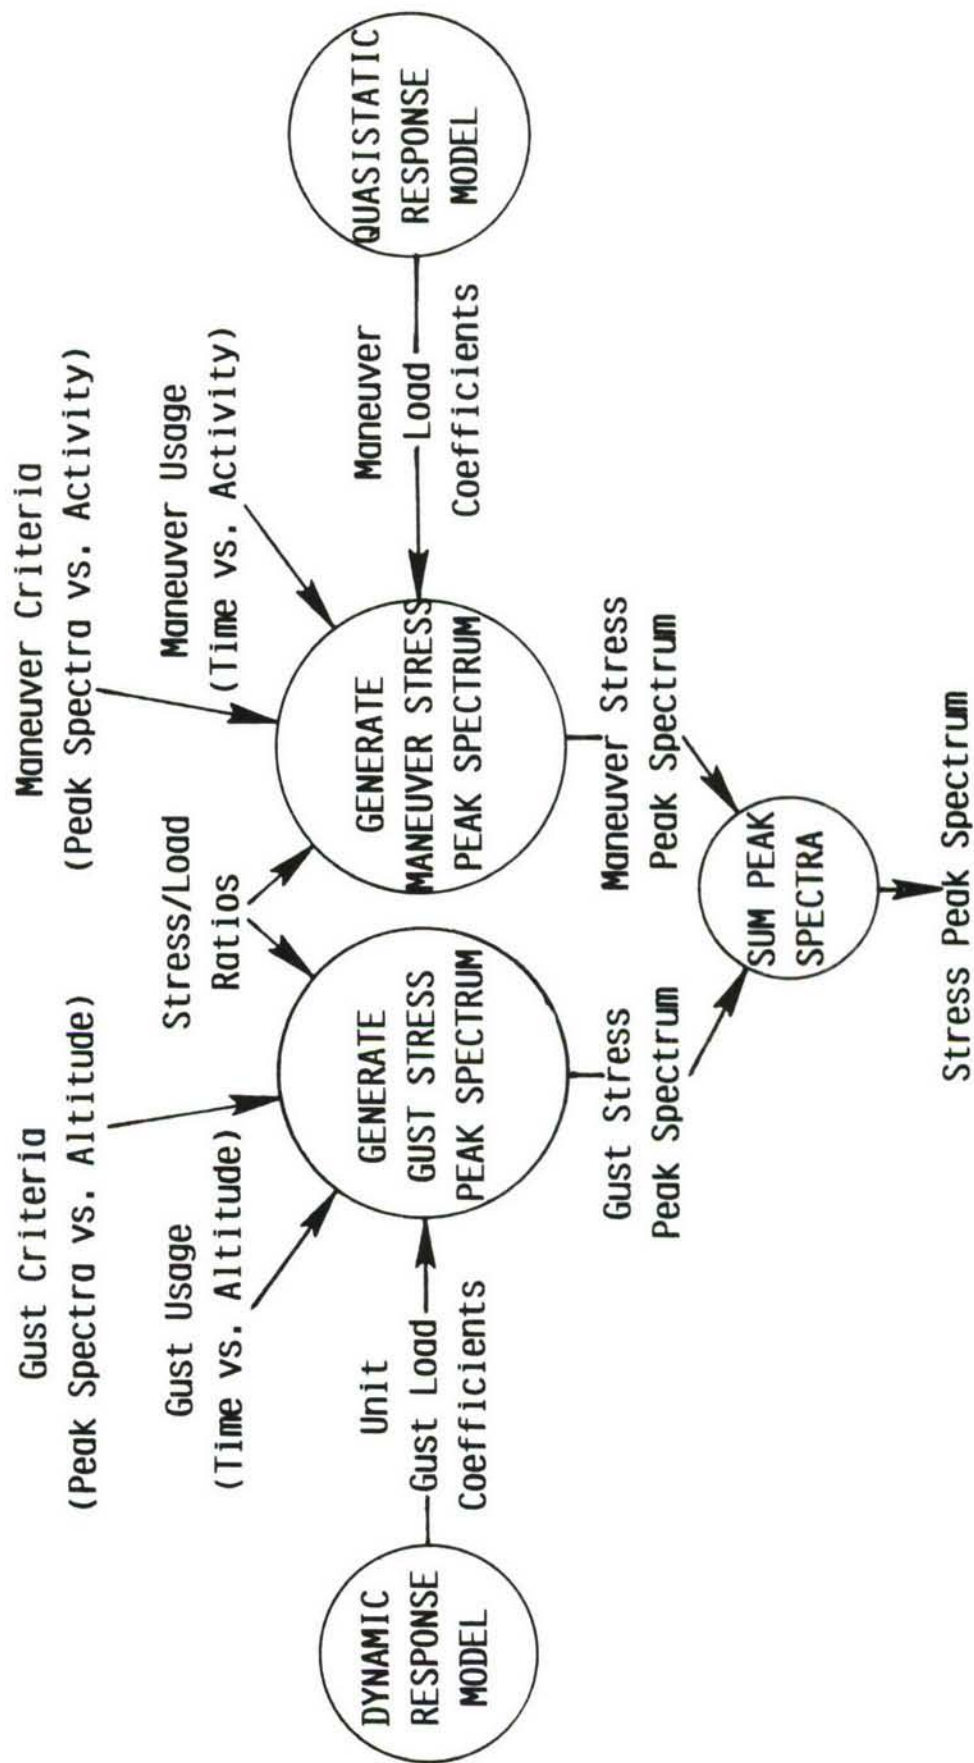 Gust Criteria
(Peak Spectra vs. Altitude)
Maneuver Criteria
(Peak Spectra vs. Activity)
Gust Usage
(Time vs. Altitude)
Stress/Load
Ratios
Maneuver Usage
(Time vs. Activity)
DYNAMIC
RESPONSE
MODEL
Unit
Gust Load
Coefficients
GENERATE
GUST STRESS
PEAK SPECTRUM
GENERATE
MANEUVER STRESS
PEAK SPECTRUM
Maneuver
Load
Coefficients
QUASISTATIC
RESPONSE
MODEL
Gust Stress
Peak Spectrum
Maneuver Stress
Peak Spectrum
SUM PEAK
SPECTRA
Stress Peak Spectrum